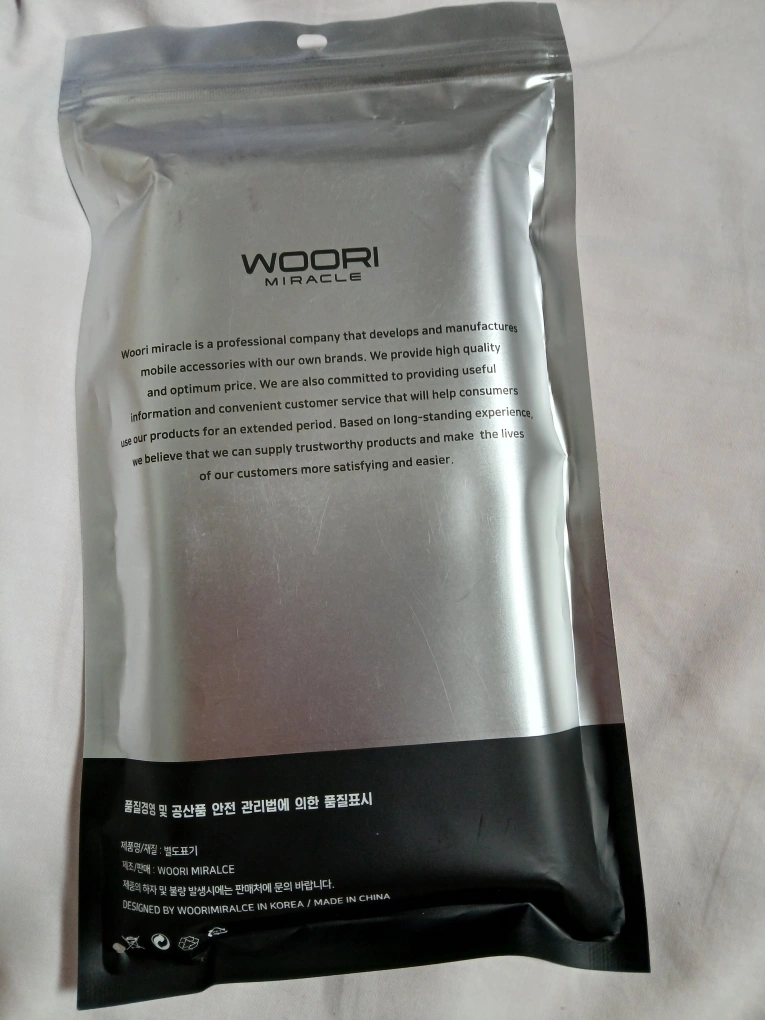 WOORI
MIRACLE
Woori miracle is a professional company that develops and manufactures
mobile accessories with our own brands. We provide high quality
and optimum price. We are also committed to providing useful
information and convenient customer service that will help consumers
use our products for an extended period. Based on long-standing experience,
we believe that we can supply trustworthy products and make the lives
of our customers more satisfying and easier.
품질경영 및 공산품 안전 관리법에 의한 품질표시
제품명/재질 : 별도표기
제조/판매 : WOORI MIRALCE
제품의 하자 및 불량 발생시에는 판매처에 문의 바랍니다.
DESIGNED BY WOORIMIRALCE IN KOREA / MADE IN CHINA